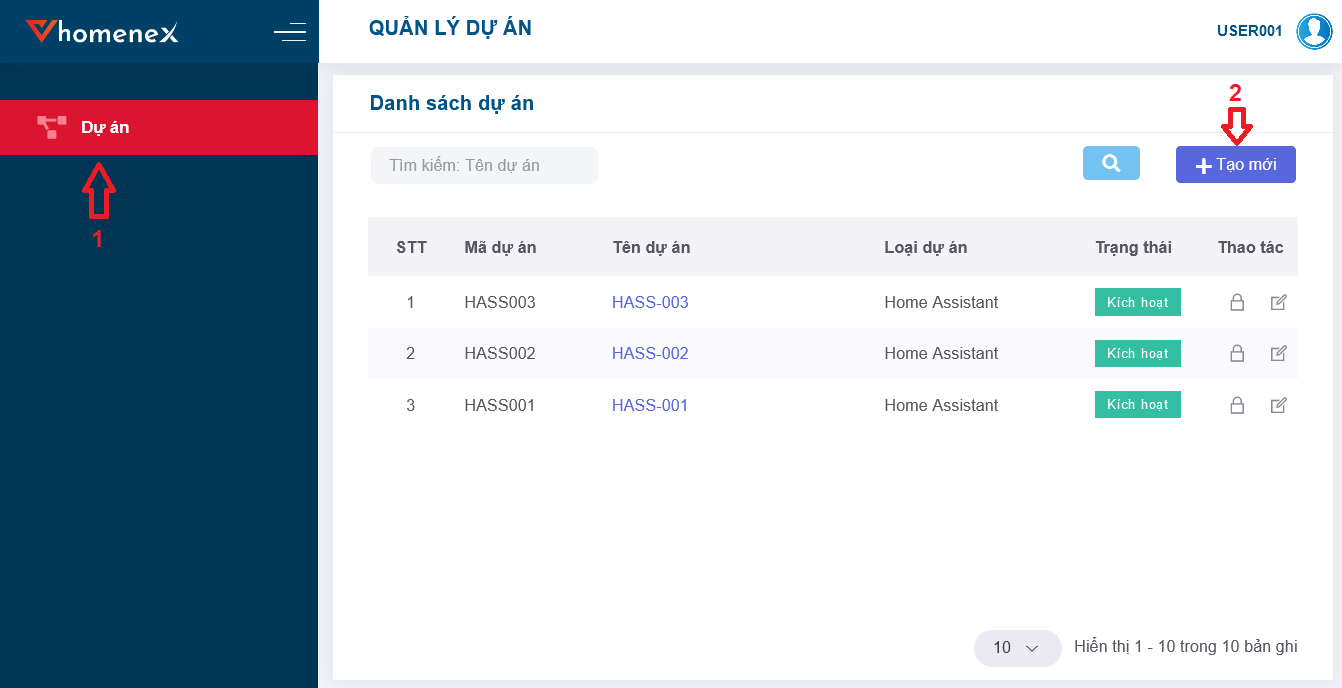 Vhomenex
QUẢN LÝ DỰ ÁN
USER001
Dự án
1
Danh sách dự án
2
Tìm kiếm: Tên dự án
Tạo mới
STT Mã dự án Tên dự án Loại dự án Trạng thái Thao tác
1 HASS003 HASS-003 Home Assistant Kích hoạt
2 HASS002 HASS-002 Home Assistant Kích hoạt
3 HASS001 HASS-001 Home Assistant Kích hoạt
10 Hiển thị 1 - 10 trong 10 bản ghi